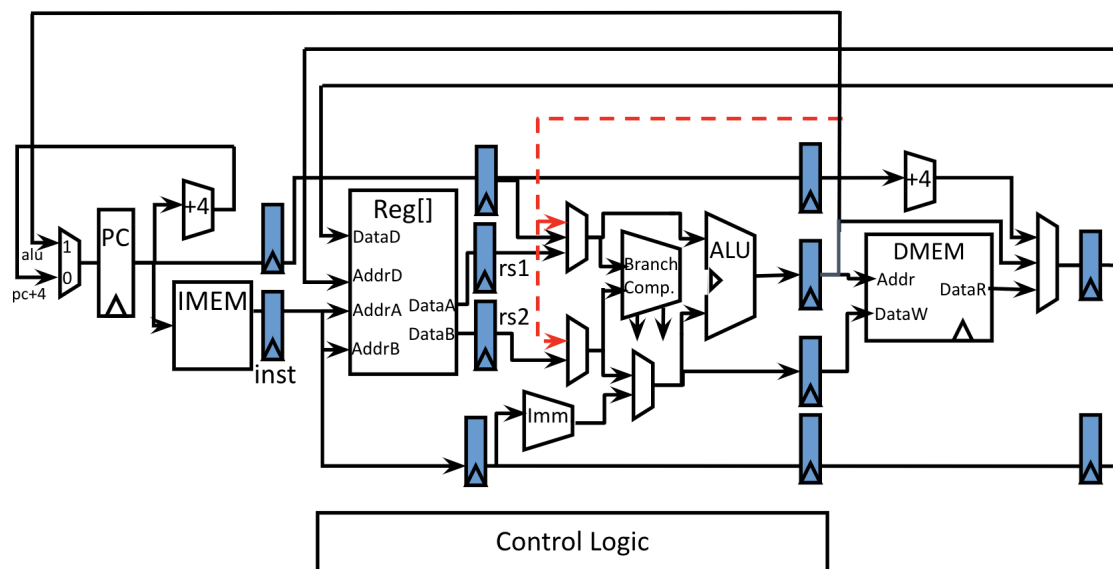 +4
+4
PC
Reg[]
alu
1
0
pc+4
IMEM
inst
DataD
AddrD
AddrA
AddrB
DataA
DataB
rs1
rs2
Branch
Comp.
ALU
Imm
DMEM
Addr
DataR
DataW
Control Logic